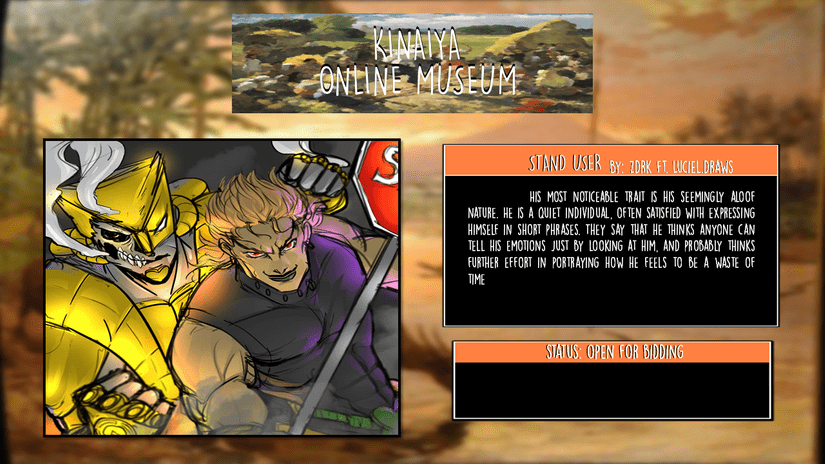 KINAIYA
ONLINE MUSEUM
STAND USER BY: ZDRK FT. LUCIEL.DRAWS
HIS MOST NOTICEABLE TRAIT IS HIS SEEMINGLY ALOOF
NATURE. HE IS A QUIET INDIVIDUAL, OFTEN SATISFIED WITH EXPRESSING
HIMSELF IN SHORT PHRASES. THEY SAY THAT HE THINKS ANYONE CAN
TELL HIS EMOTIONS JUST BY LOOKING AT HIM, AND PROBABLY THINKS
FURTHER EFFORT IN PORTRAYING HOW HE FEELS TO BE A WASTE OF
TIME
S
STATUS: OPEN FOR BIDDING